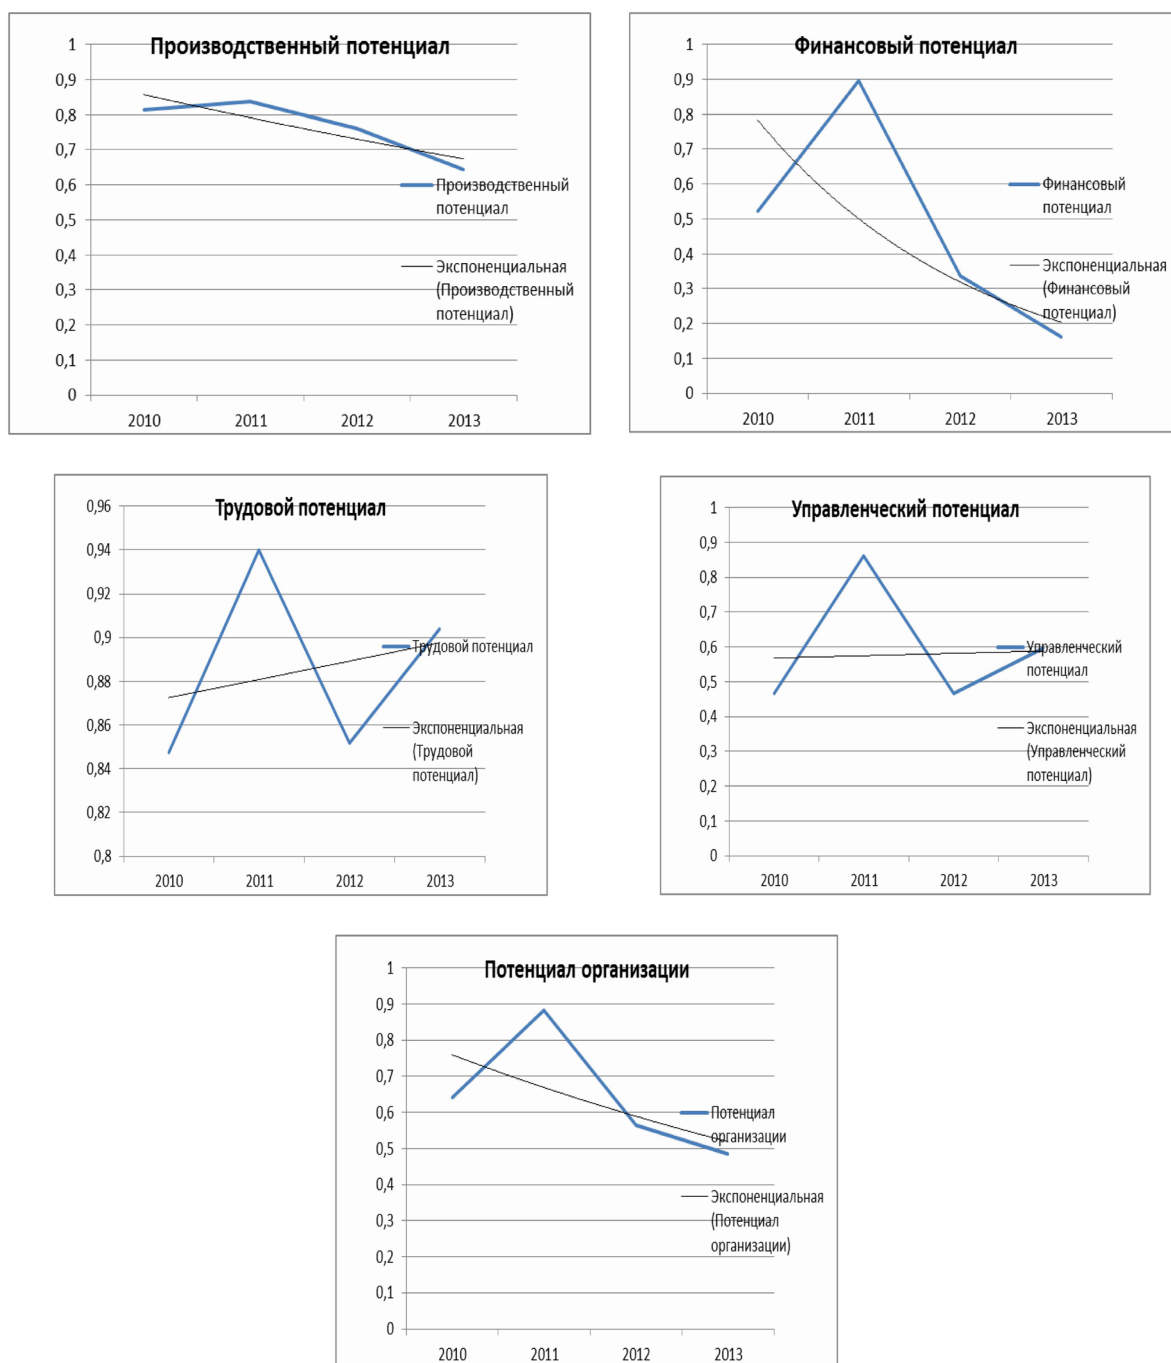 Производственный потенциал
1
0,9
0,8
0,7
0,6
0,5
0,4
0,3
0,2
0,1
0
2010
2011
2012
2013
Производственный
потенциал
Экспоненциальная
(Производственный
потенциал)
Финансовый потенциал
1
0,9
0,8
0,7
0,6
0,5
0,4
0,3
0,2
0,1
0
2010
2011
2012
2013
Финансовый
потенциал
Экспоненциальная
(Финансовый
потенциал)
Трудовой потенциал
0,96
0,94
0,92
0,9
0,88
0,86
0,84
0,82
0,8
2010
2011
2012
2013
Трудовой потенциал
Экспоненциальная
(Трудовой
потенциал)
Управленческий потенциал
1
0,9
0,8
0,7
0,6
0,5
0,4
0,3
0,2
0,1
0
2010
2011
2012
2013
Управленческий
потенциал
Экспоненциальная
(Управленческий
потенциал)
Потенциал организации
1
0,9
0,8
0,7
0,6
0,5
0,4
0,3
0,2
0,1
0
2010
2011
2012
2013
Потенциал
организации
Экспоненциальная
(Потенциал
организации)